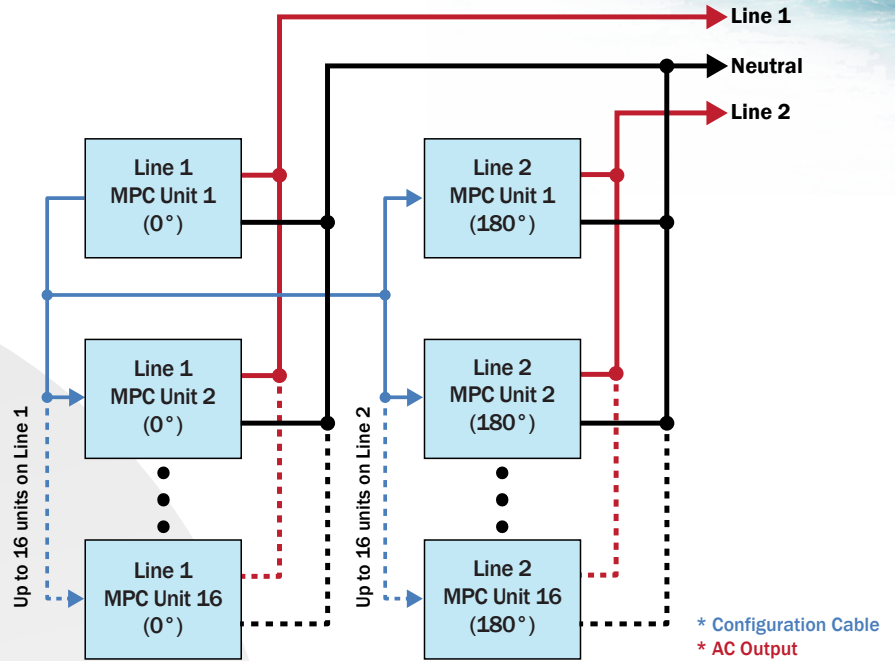 Line 1
Neutral
Line 2
Line 1
MPC Unit 1
(0°)
Line 2
MPC Unit 1
(180°)
Line 1
MPC Unit 2
(0°)
Line 2
MPC Unit 2
(180°)
Up to 16 units on Line 1
Up to 16 units on Line 2
Line 1
MPC Unit 16
(0°)
Line 2
MPC Unit 16
(180°)
* Configuration Cable
* AC Output